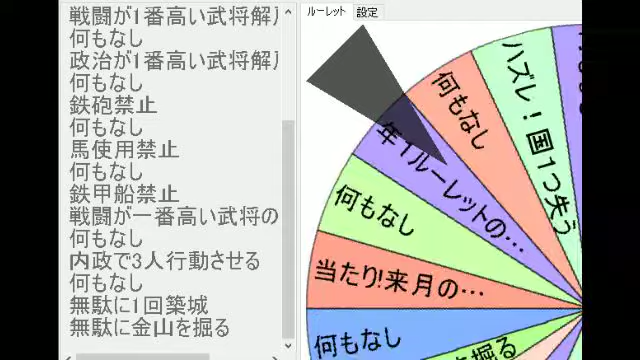 戦闘が1番高い武将解
何もなし
政治が1番高い武将解
何もなし
鉄砲禁止
何もなし
馬使用禁止
何もなし
鉄甲船禁止
戦闘が一番高い武将の
何もなし
内政で3人行動させる
何もなし
無駄に1回築城
無駄に金山を掘る
ルーレット
設定
ハズレ！国1つ失う
何もなし
年1ルーレットの…
何もなし
当たり!来月の…
何もなし
を掘る